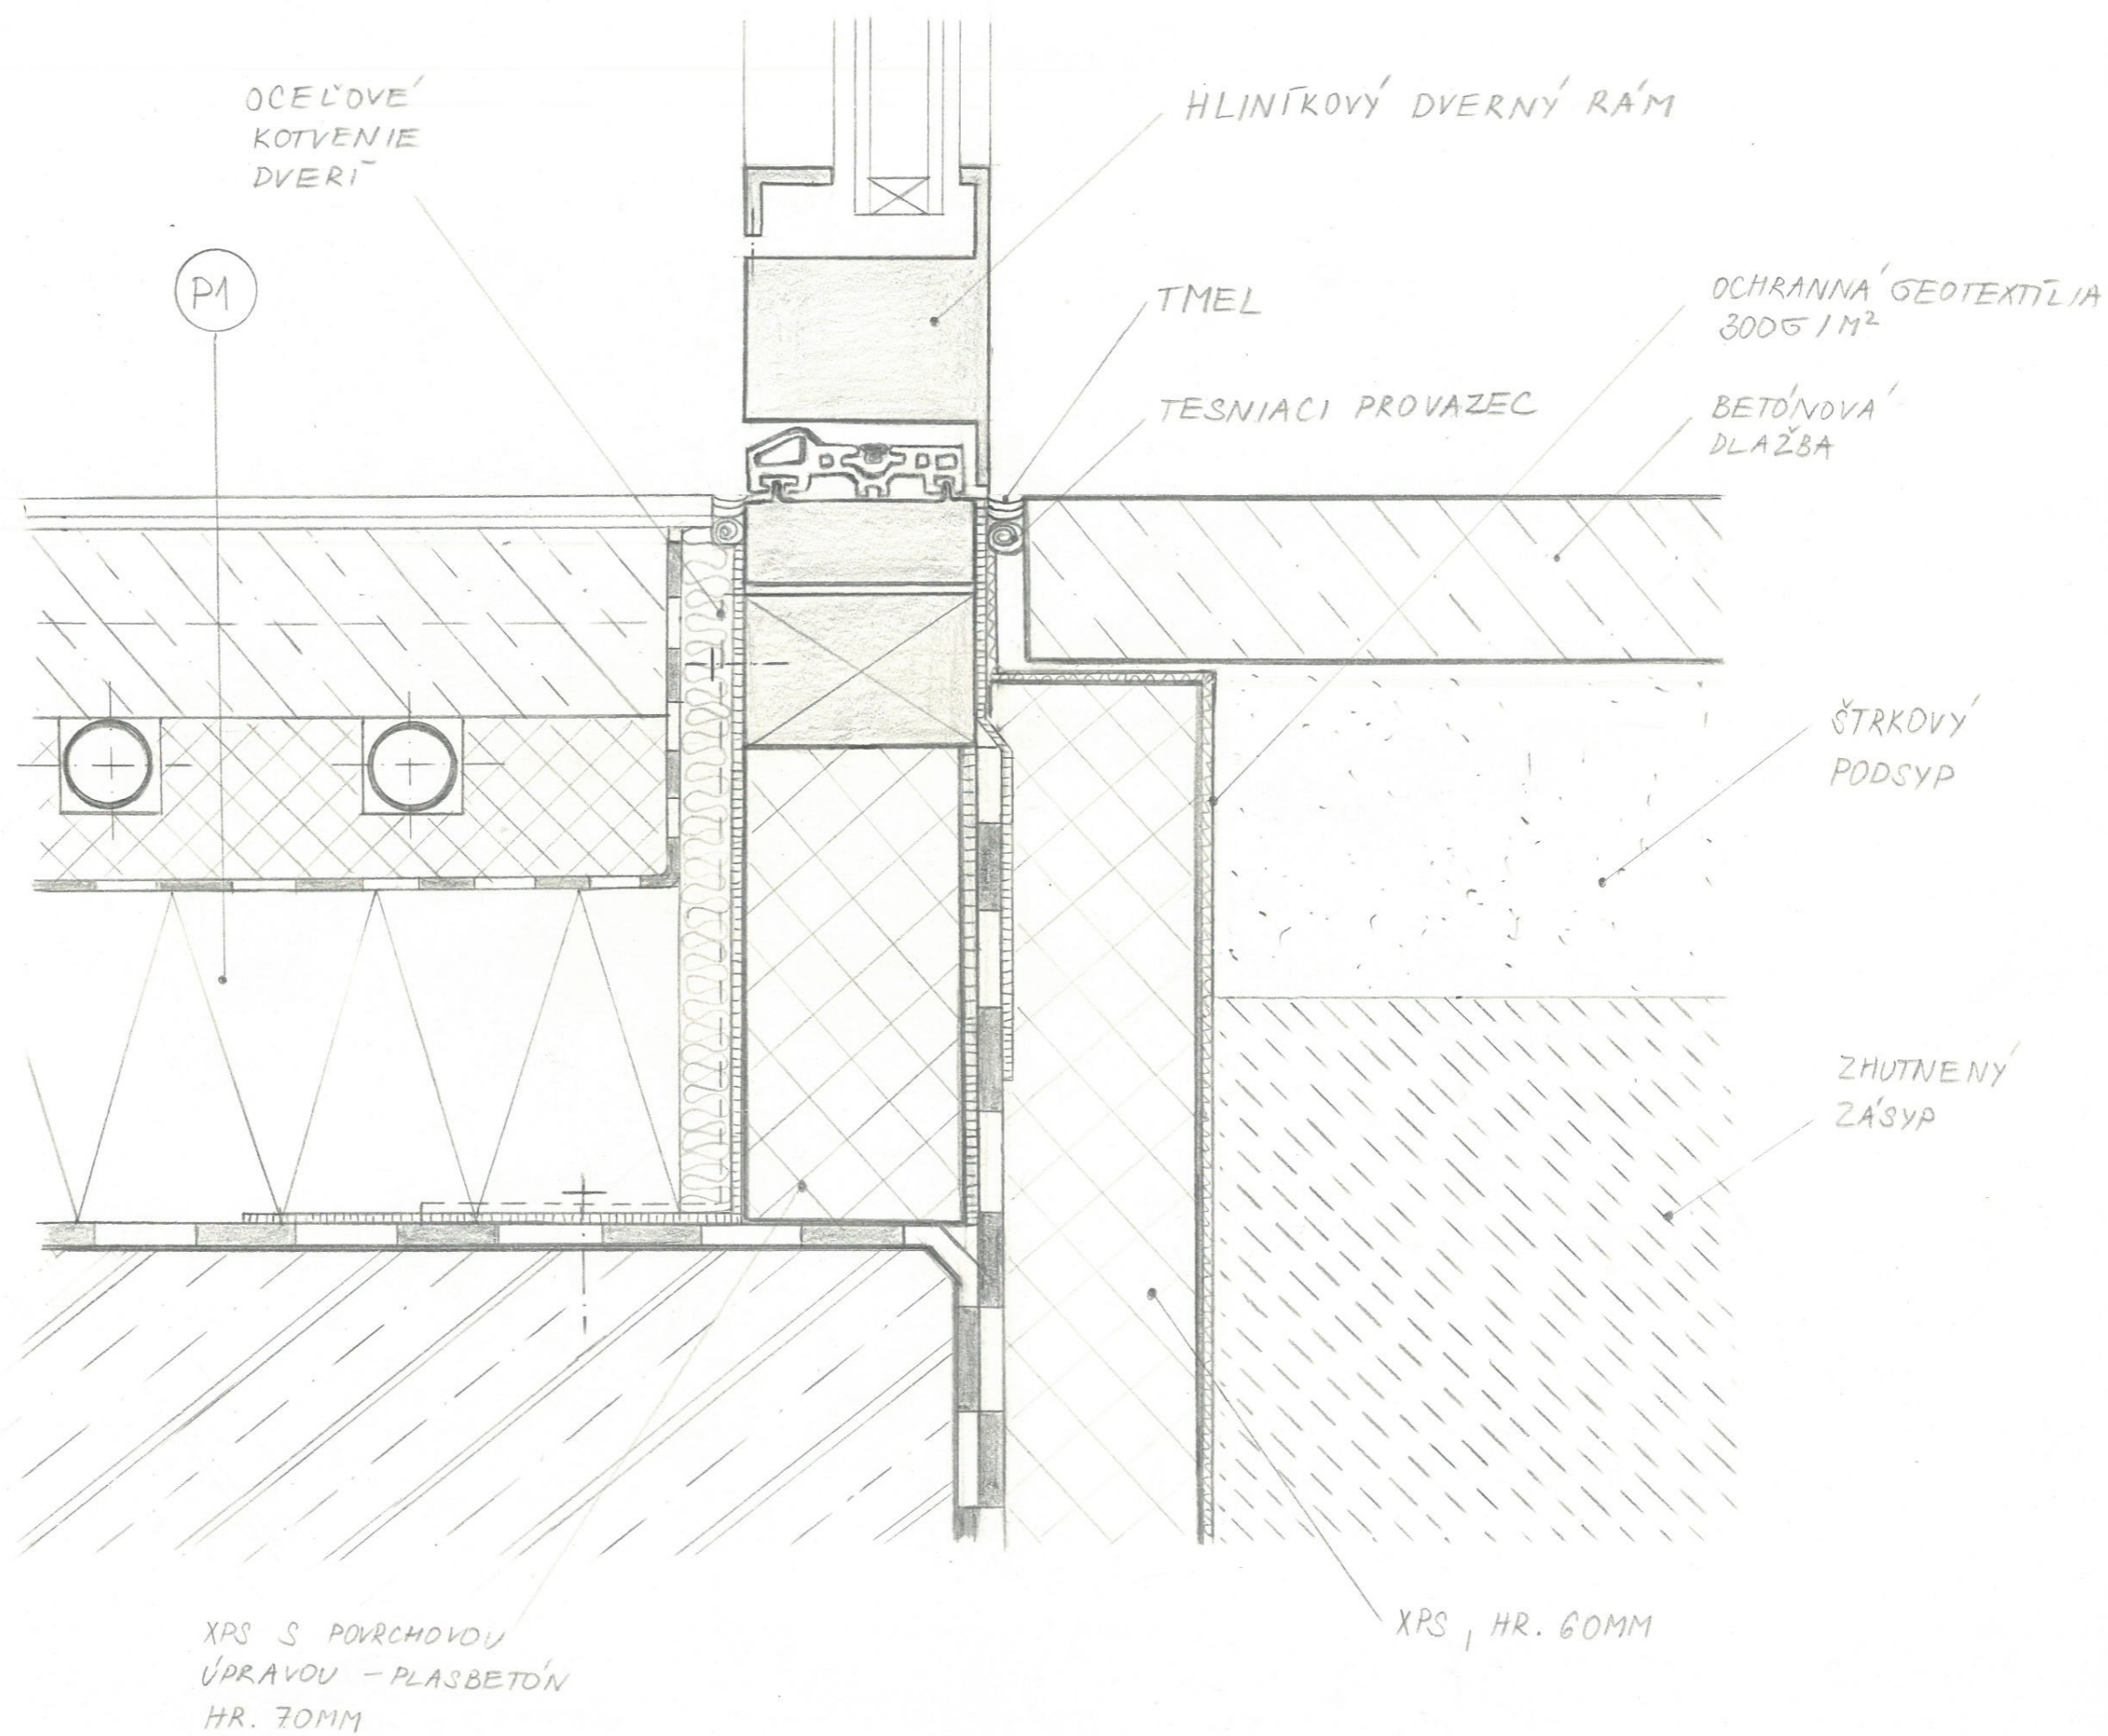 OCEĽOVÉ
KOTVENIE
DVERÍ
P1
HLINÍKOVÝ DVERNÝ RÁM
TMEL
TESNIACI PROVAZEC
OCHRANNÁ GEOTEXTÍLIA
300G/M²
BETÓNOVÁ
DLAŽBA
ŠTRKOVÝ
PODSYP
ZHUTNENÝ
ZÁSYP
XPS, HR. 60MM
XPS S POVRCHOVOU
ÚPRAVOU - PLASBETÓN
HR. 70MM